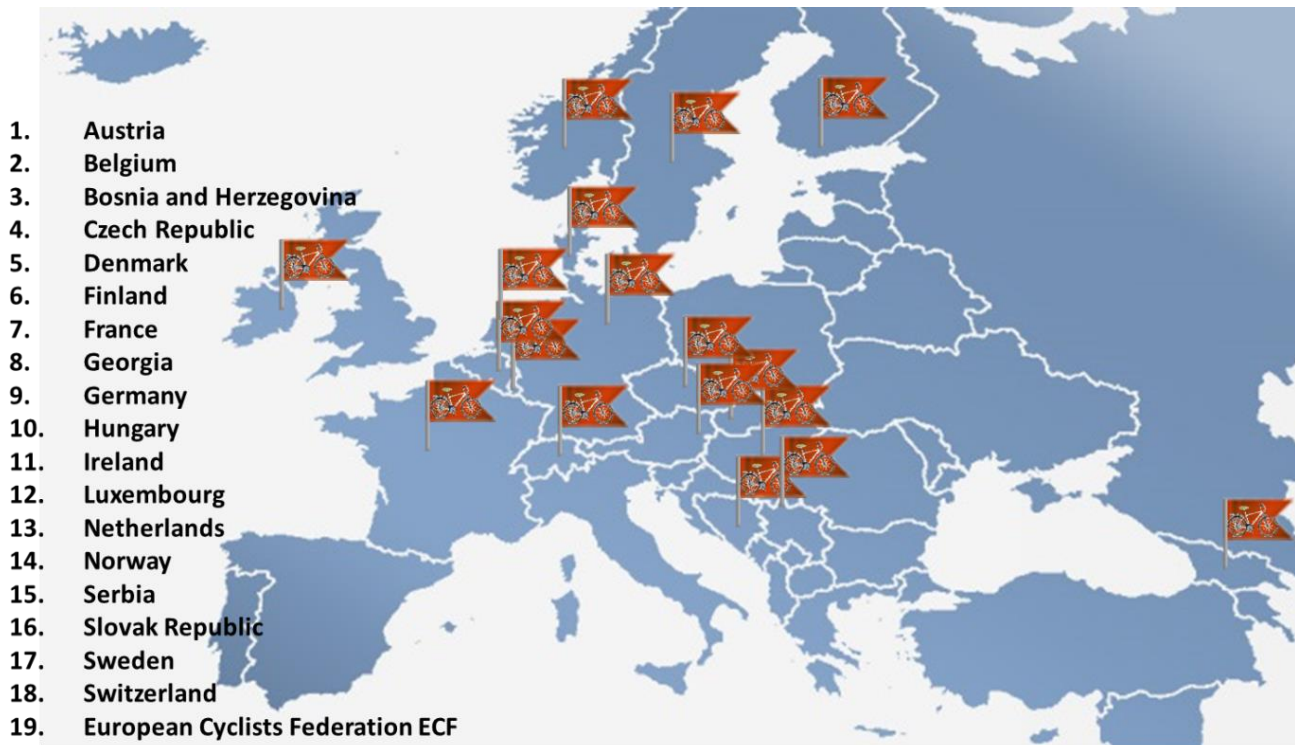 1. Austria
2. Belgium
3. Bosnia and Herzegovina
4. Czech Republic
5. Denmark
6. Finland
7. France
8. Georgia
9. Germany
10. Hungary
11. Ireland
12. Luxembourg
13. Netherlands
14. Norway
15. Serbia
16. Slovak Republic
17. Sweden
18. Switzerland
19. European Cyclists Federation ECF